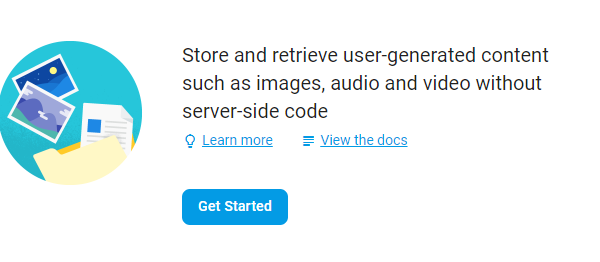 Store and retrieve user-generated content
such as images, audio and video without
server-side code
Learn more View the docs
Get Started